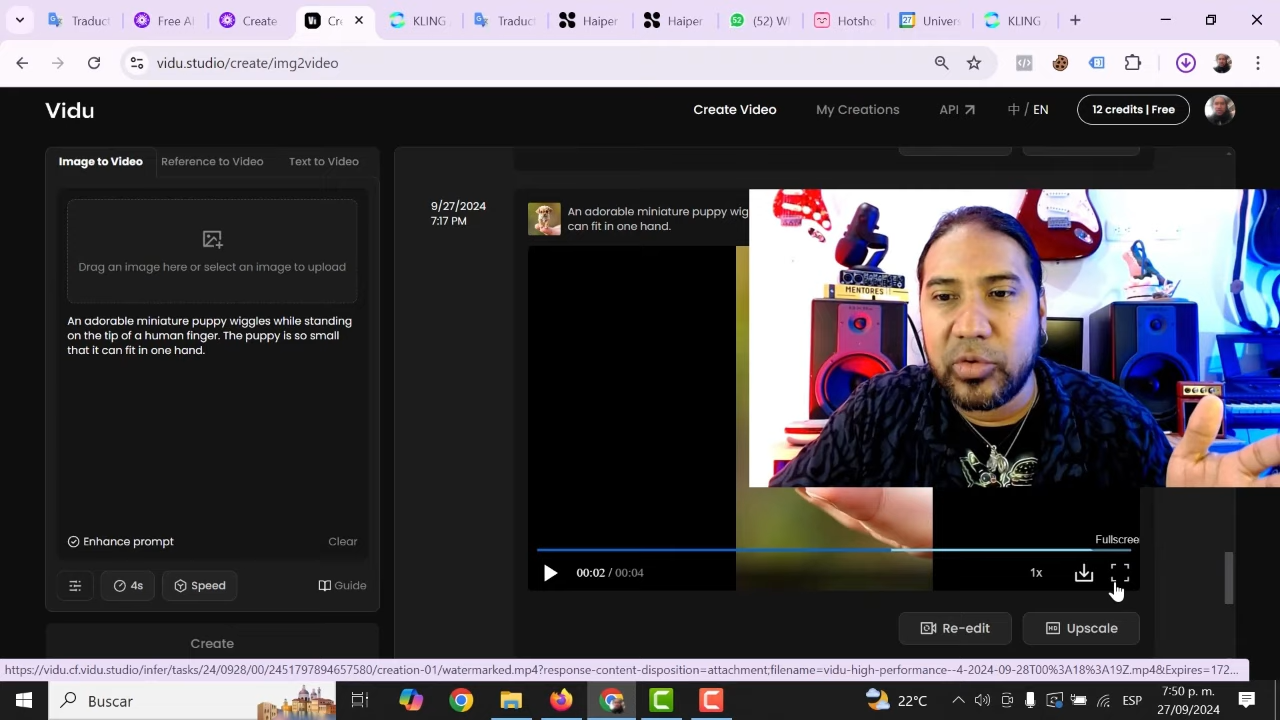 Traduct
Free A
Create
Cr
KLING
Traduc
Haiper
Haiper
(52) W
Hotsho
Univers
KLING
vidu.studio/create/img2video
Vidu
Create Video
My Creations
API
中 / EN
12 credits | Free
Image to Video
Reference to Video
Text to Video
Drag an image here or select an image to upload
An adorable miniature puppy wiggles while standing
on the tip of a human finger. The puppy is so small
that it can fit in one hand.
Enhance prompt
Clear
4s
Speed
Guide
Create
9/27/2024
7:17 PM
An adorable miniature puppy wig
can fit in one hand.
MENTORES
Fullscree
00:02 / 00:04
1x
Re-edit
Upscale
https://vidu.cf.vidu.studio/infer/tasks/24/0928/00/2451797894657580/creation-01/watermarked.mp4?response-content-disposition=attachment;filename=vidu-high-performance--4-2024-09-28T00%3A18%3A19Z.mp4&Expires=172...
Buscar
22°C
ESP
7:50 p. m.
27/09/2024